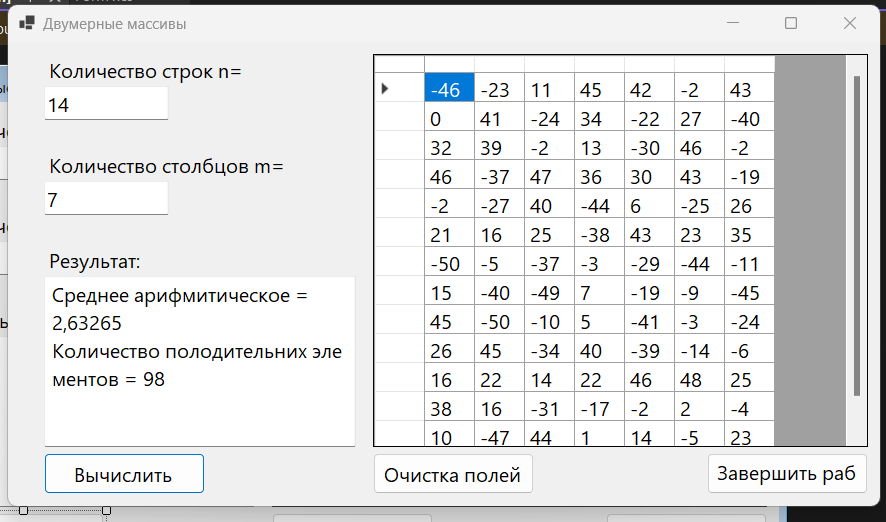 Двумерные массивы
Количество строк n=
14
Количество столбцов m=
7
Результат:
Среднее арифмитическое =
2,63265
Количество полодительних эле
ментов = 98
-46 -23 11 45 42 -2 43
0 41 -24 34 -22 27 -40
32 39 -2 13 -30 46 -2
46 -37 47 36 30 43 -19
-2 -27 40 -44 6 -25 26
21 16 25 -38 43 23 35
-50 -5 -37 -3 -29 -44 -11
15 -40 -49 7 -19 -9 -45
45 -50 -10 5 -41 -3 -24
26 45 -34 40 -39 -14 -6
16 22 14 22 46 48 25
38 16 -31 -17 -2 2 -4
10 -47 44 1 14 -5 23
Вычислить
Очистка полей
Завершить раб